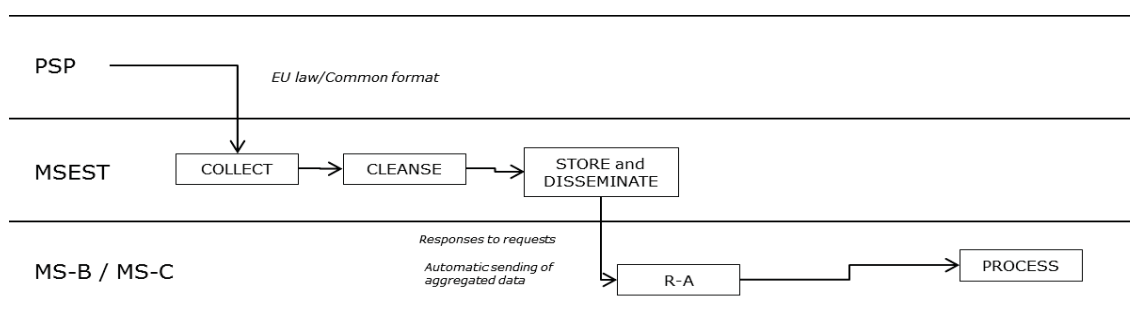 PSP
EU law/Common format
MSEST
COLLECT
CLEANSE
STORE and
DISSEMINATE
MS-B / MS-C
Responses to requests
Automatic sending of
aggregated data
R-A
PROCESS